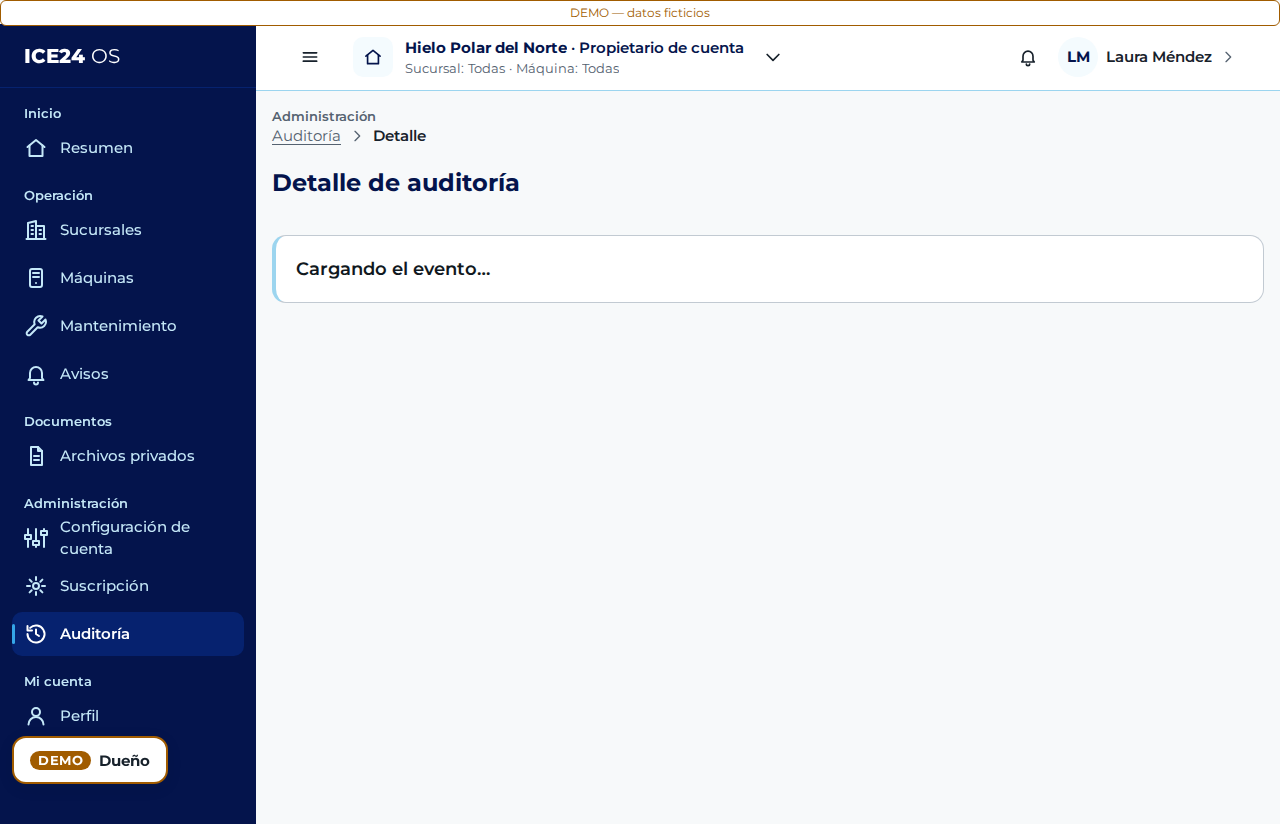 DEMO — datos ficticios
ICE24 OS
Inicio
Resumen
Operación
Sucursales
Máquinas
Mantenimiento
Avisos
Documentos
Archivos privados
Administración
Configuración de
cuenta
Suscripción
Auditoría
Mi cuenta
Perfil
DEMO Dueño
Hielo Polar del Norte · Propietario de cuenta
Sucursal: Todas · Máquina: Todas
LM Laura Méndez
Administración
Auditoría > Detalle
Detalle de auditoría
Cargando el evento...